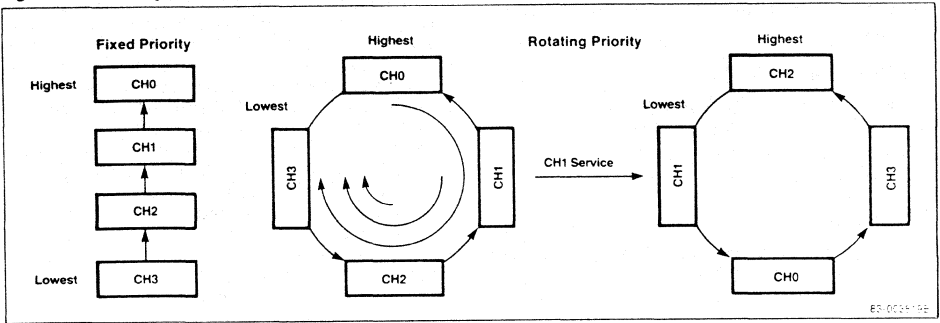 Fixed Priority
Highest
CH0
CH1
CH2
Lowest
CH3
Highest
Rotating Priority
CH0
Lowest
CH3
CH1
CH2
CH1 Service
Highest
CH2
Lowest
CH1
CH3
CH0